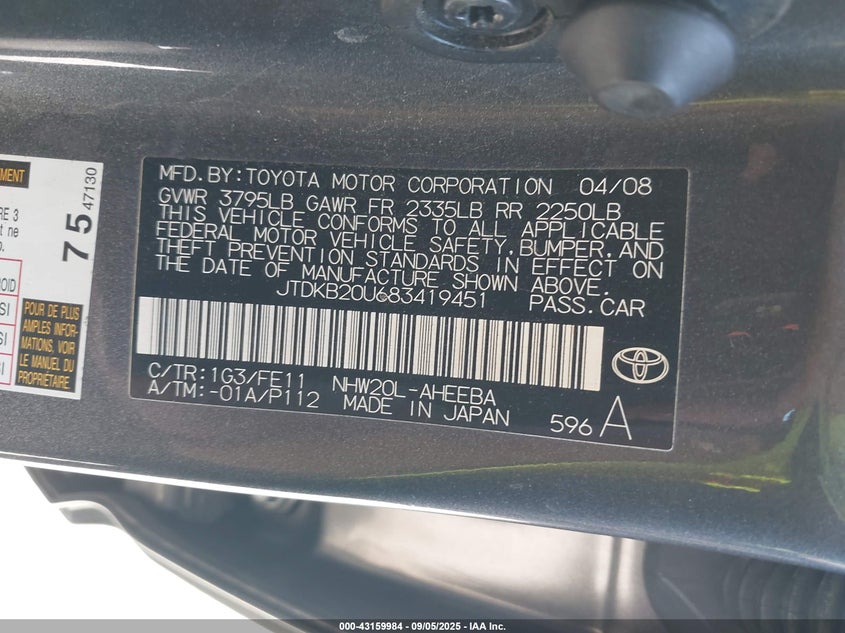 MFD.BY:TOYOTA MOTOR CORPORATION 04/08
GVWR 3795LB GAWR FR 2335LB RR 2250LB
THIS VEHICLE CONFORMS TO ALL APPLICABLE
FEDERAL MOTOR VEHICLE SAFETY,BUMPER,AND
THEFT PREVENTION STANDARDS IN EFFECT ON
THE DATE OF MANUFACTURE SHOWN ABOVE.
JTDKB20U683419451 PASS.CAR
C/TR:1G3/FE11 NHW20L-AHEEBA
A/TM:-01A/P112 MADE IN JAPAN
596 A
75 47130
POUR DE PLUS
AMPLES INFOR-
MATIONS, VOIR
LE MANUEL DU
PROPRIÉTAIRE
000-43159984 - 09/05/2025 - IAA Inc.